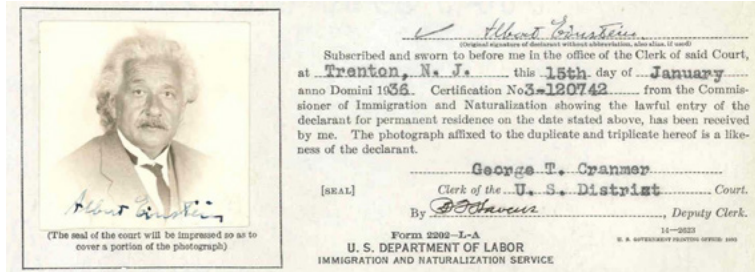 Albert Einstein
(Original signature of declarant without abbreviation, also alias, if used)
Subscribed and sworn to before me in the office of the Clerk of said Court,
at Trenton, N. J. this 15th day of January
anno Domini 1936 Certification No 3-120742 from the Commis-
sioner of Immigration and Naturalization showing the lawful entry of the
declarant for permanent residence on the date stated above, has been received
by me. The photograph affixed to the duplicate and triplicate hereof is a like-
ness of the declarant.
George T. Cranmer
[SEAL] Clerk of the U. S. District Court.
By , Deputy Clerk.
Albert Einstein
(The seal of the court will be impressed so as to
cover a portion of the photograph)
Form 2202-L-A
U. S. DEPARTMENT OF LABOR
IMMIGRATION AND NATURALIZATION SERVICE
14-2623
U. S. GOVERNMENT PRINTING OFFICE